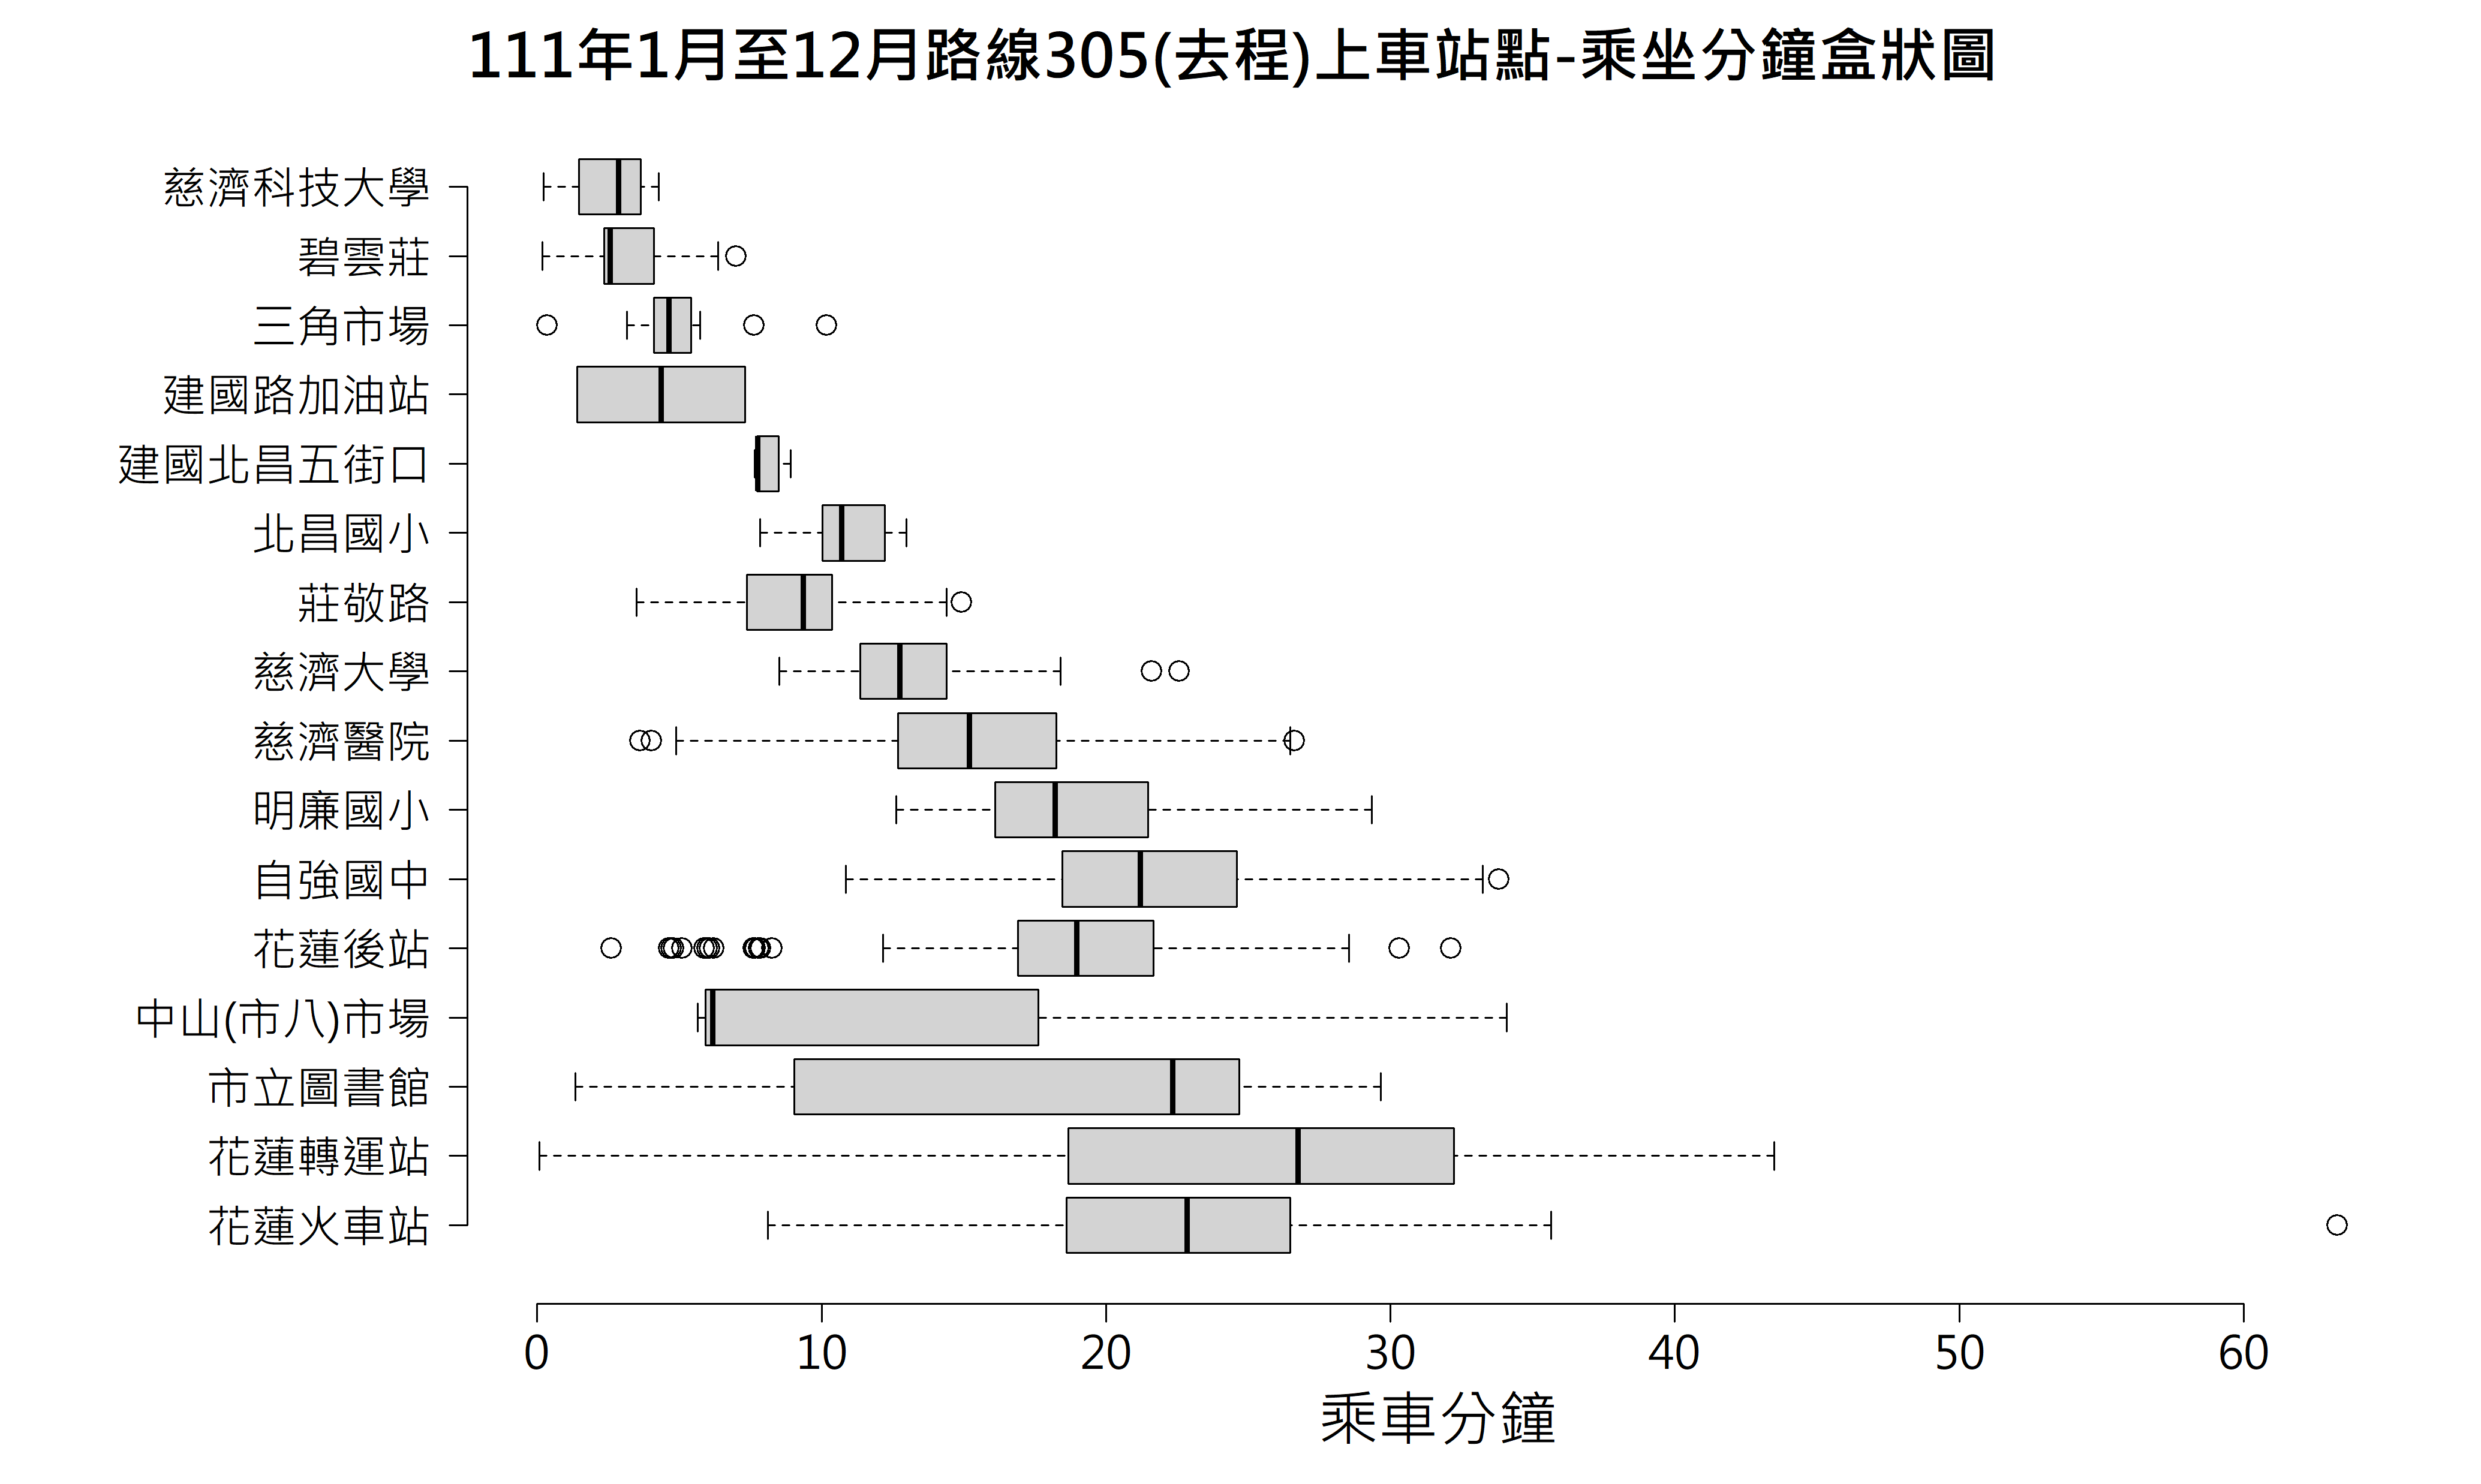 111年1月至12月路線305(去程)上車站點-乘坐分鐘盒狀圖
慈濟科技大學
碧雲莊
三角市場
建國路加油站
建國北昌五街口
北昌國小
莊敬路
慈濟大學
慈濟醫院
明廉國小
自強國中
花蓮後站
中山(市八)市場
市立圖書館
花蓮轉運站
花蓮火車站
0 10 20 30 40 50 60
乘車分鐘